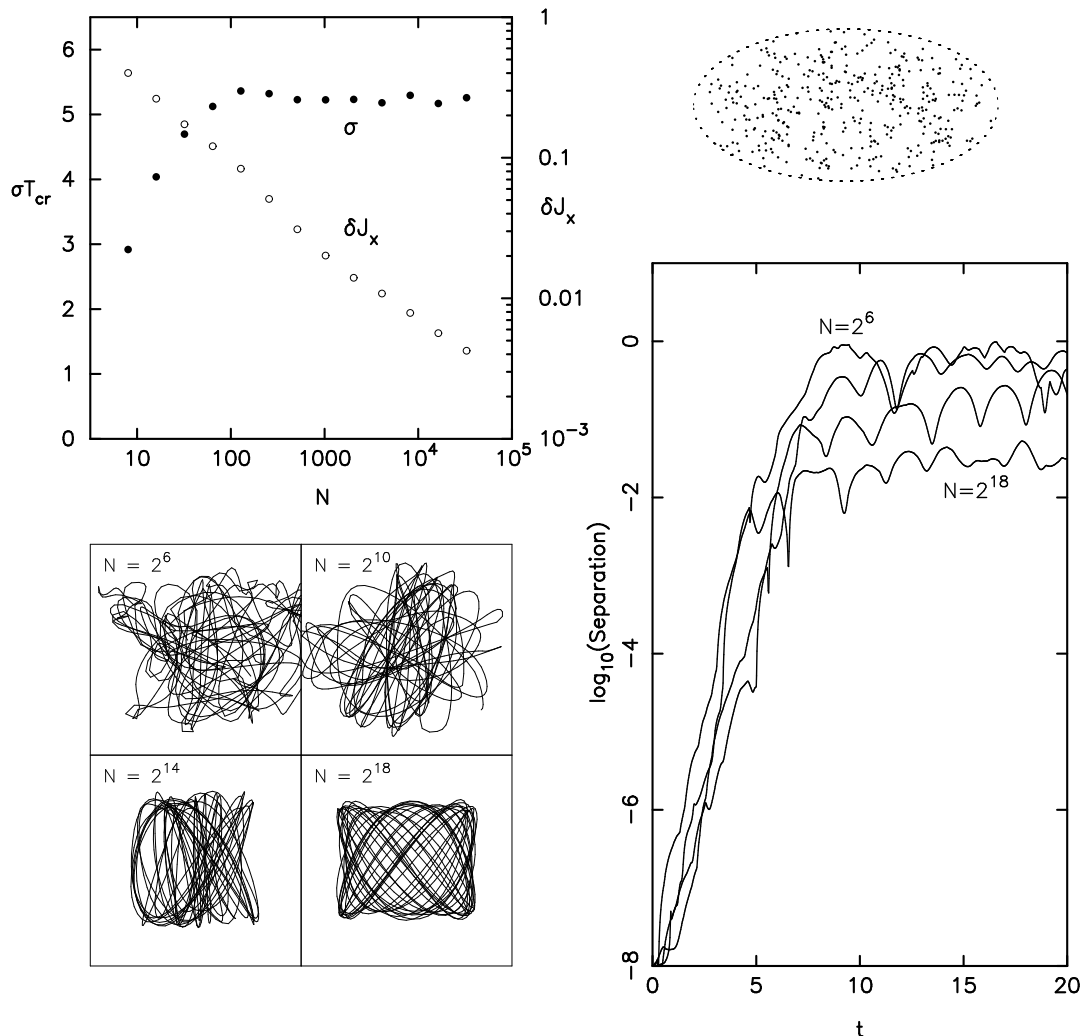 6
5
4
3
2
1
0
σT_cr
1
0.1
0.01
10^-3
δJ_x
σ
δJ_x
10 100 1000 10^4 10^5
N
N = 2^6
N = 2^10
N = 2^14
N = 2^18
0
-2
-4
-6
-8
log_10(Separation)
N=2^6
N=2^18
0 5 10 15 20
t